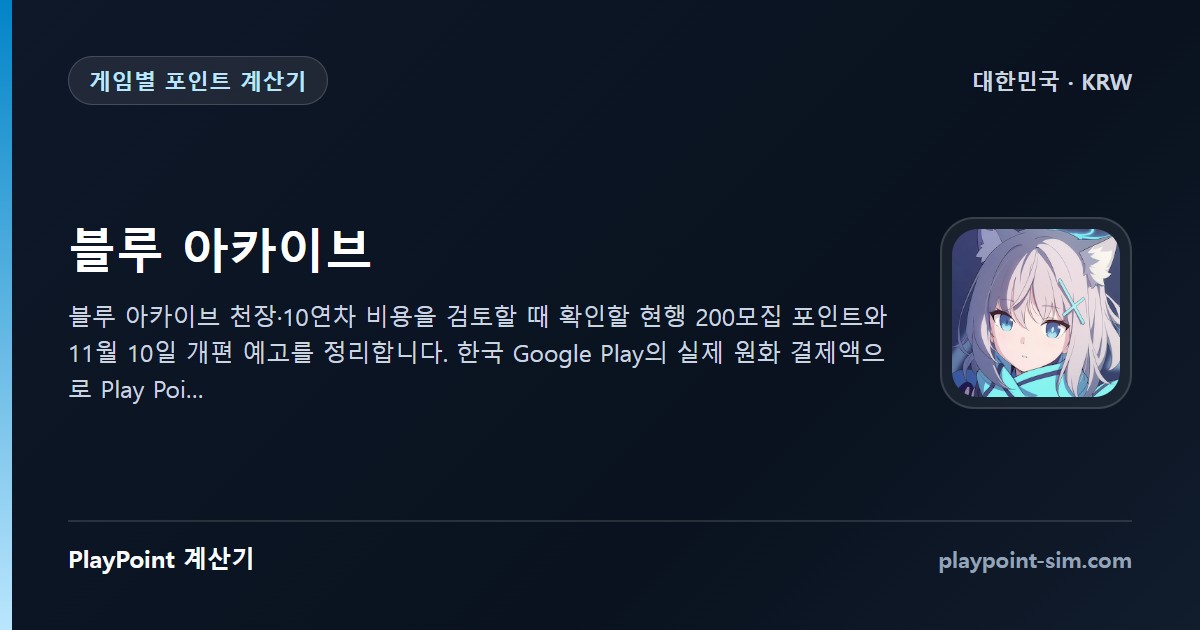 게임별 포인트 계산기
대한민국 · KRW
블루 아카이브
블루 아카이브 천장·10연차 비용을 검토할 때 확인할 현행 200모집 포인트와
11월 10일 개편 예고를 정리합니다. 한국 Google Play의 실제 원화 결제액으
로 Play Poi...
PlayPoint 계산기
playpoint-sim.com